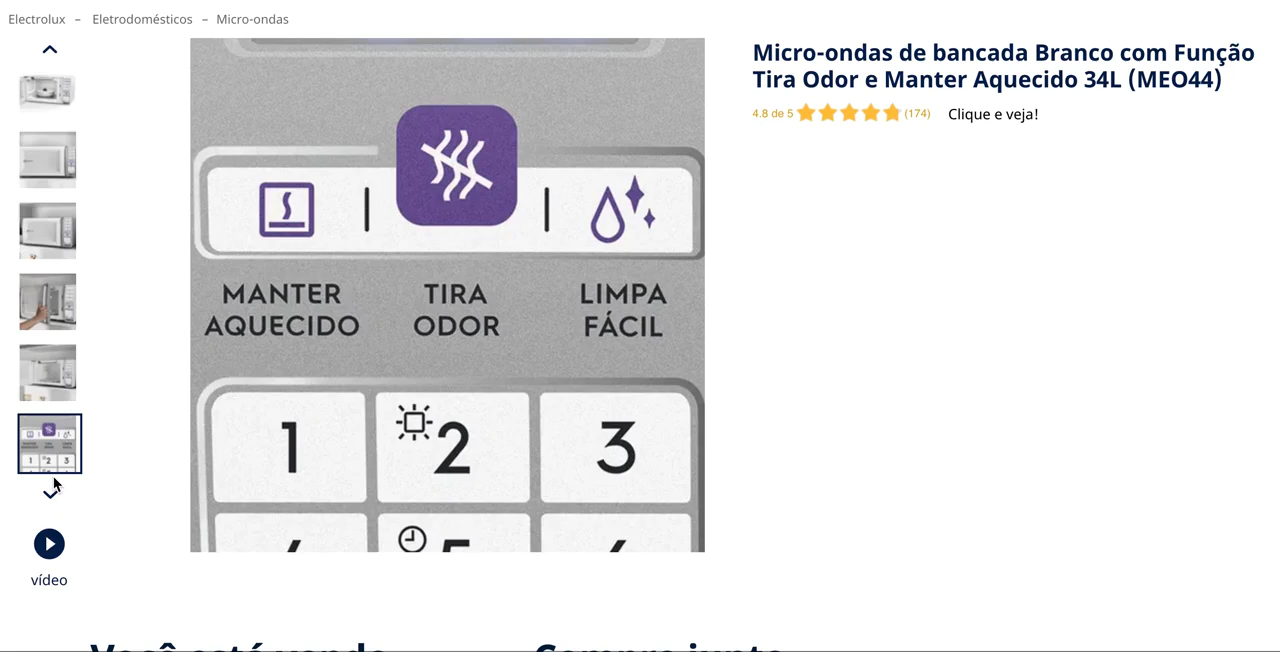 Electrolux – Eletrodomésticos – Micro-ondas
Micro-ondas de bancada Branco com Função
Tira Odor e Manter Aquecido 34L (MEO44)
4.8 de 5 (174) Clique e veja!
MANTER
AQUECIDO
TIRA
ODOR
LIMPA
FÁCIL
1 2 3
vídeo